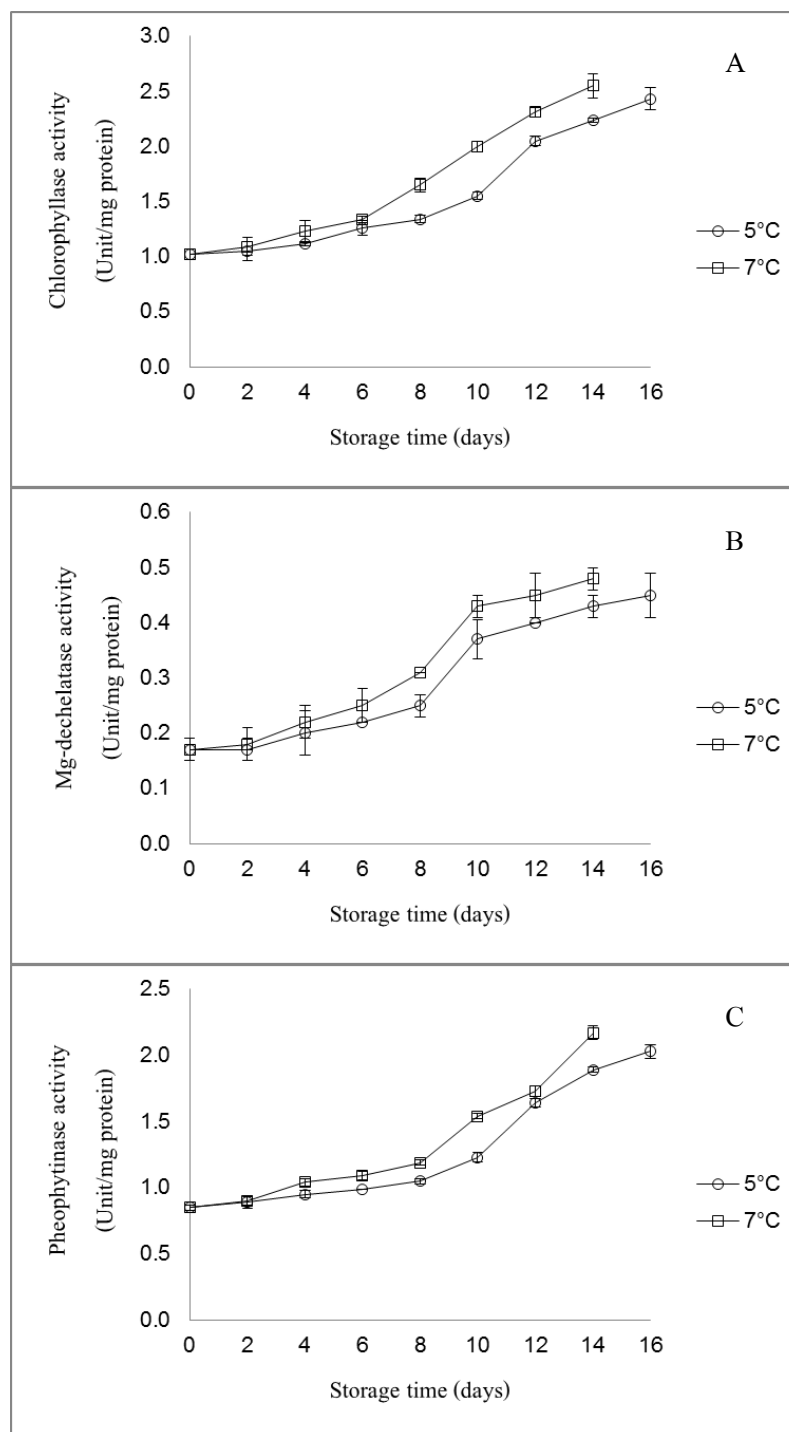 A
Chlorophyllase activity
(Unit/mg protein)
3.0
2.5
2.0
1.5
1.0
0.5
0.0
0 2 4 6 8 10 12 14 16
Storage time (days)
5°C
7°C
B
Mg-dechelatase activity
(Unit/mg protein)
0.6
0.5
0.4
0.3
0.2
0.1
0.0
0 2 4 6 8 10 12 14 16
Storage time (days)
5°C
7°C
C
Pheophytinase activity
(Unit/mg protein)
2.5
2.0
1.5
1.0
0.5
0.0
0 2 4 6 8 10 12 14 16
Storage time (days)
5°C
7°C